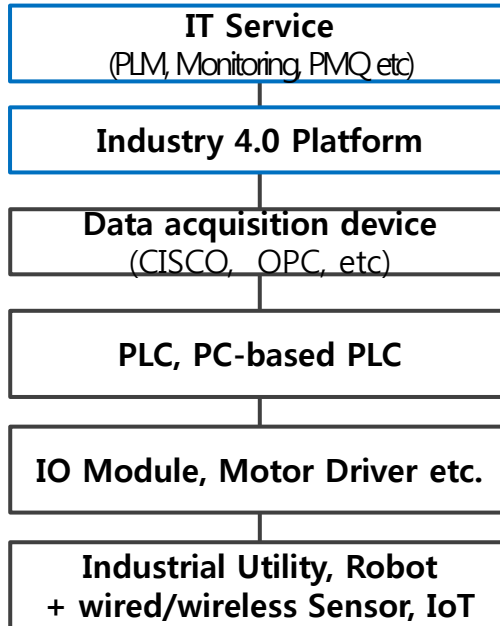 IT Service
(PLM, Monitoring, PMQ etc)
Industry 4.0 Platform
Data acquisition device
(CISCO, OPC, etc)
PLC, PC-based PLC
IO Module, Motor Driver etc.
Industrial Utility, Robot
+ wired/wireless Sensor, IoT